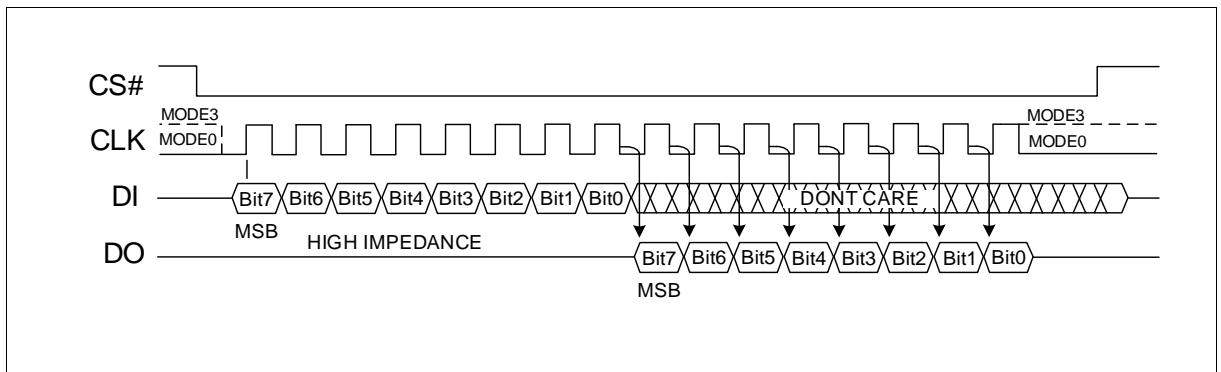 CS#
MODE3
MODE3
CLK
MODE0
MODE0
DI
Bit7 Bit6 Bit5 Bit4 Bit3 Bit2 Bit1 Bit0
DONT CARE
MSB
HIGH IMPEDANCE
DO
Bit7 Bit6 Bit5 Bit4 Bit3 Bit2 Bit1 Bit0
MSB